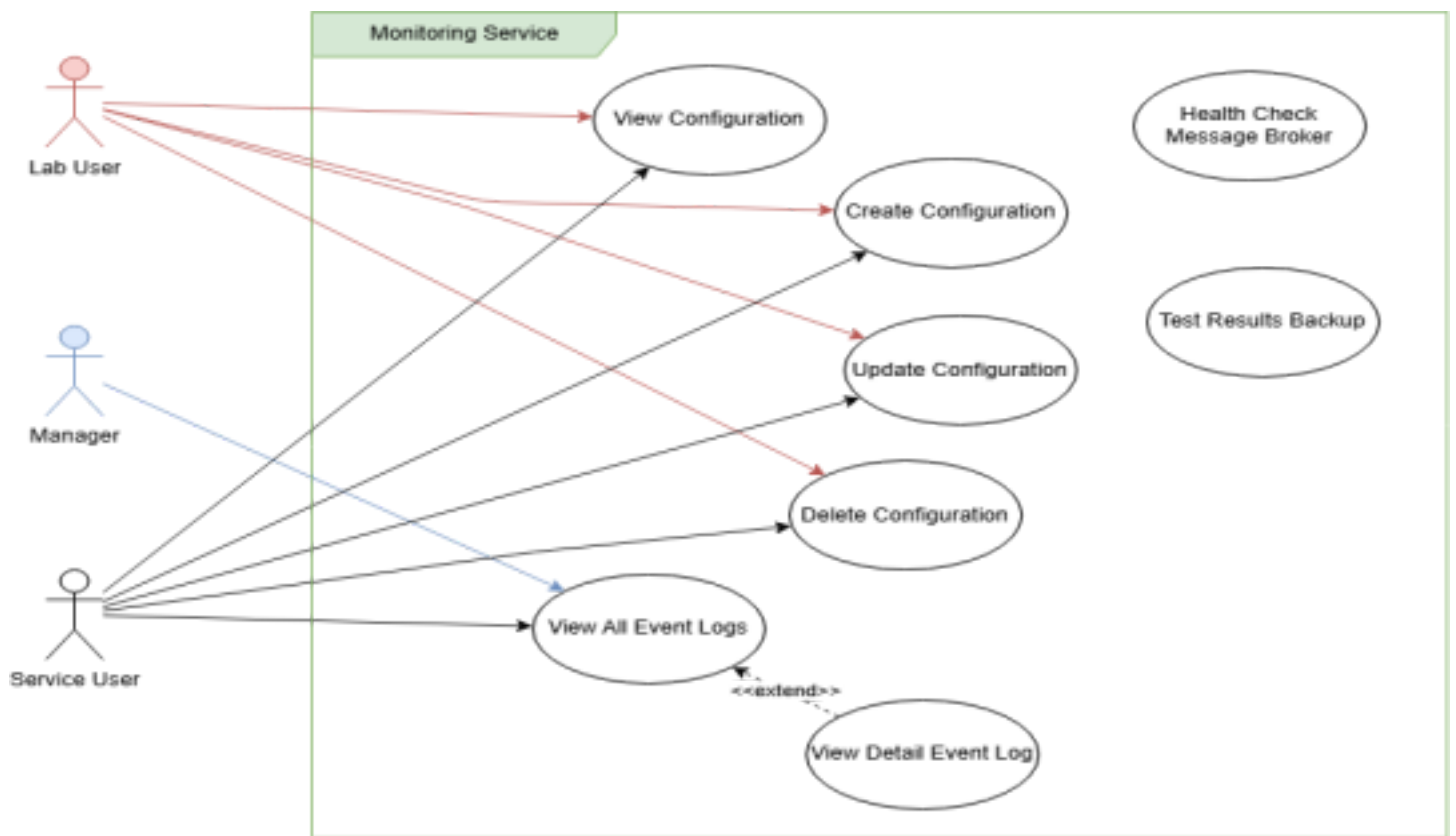 Monitoring Service
Lab User
View Configuration
Health Check
Message Broker
Create Configuration
Test Results Backup
Update Configuration
Manager
Delete Configuration
View All Event Logs
Service User
<<extend>>
View Detail Event Log